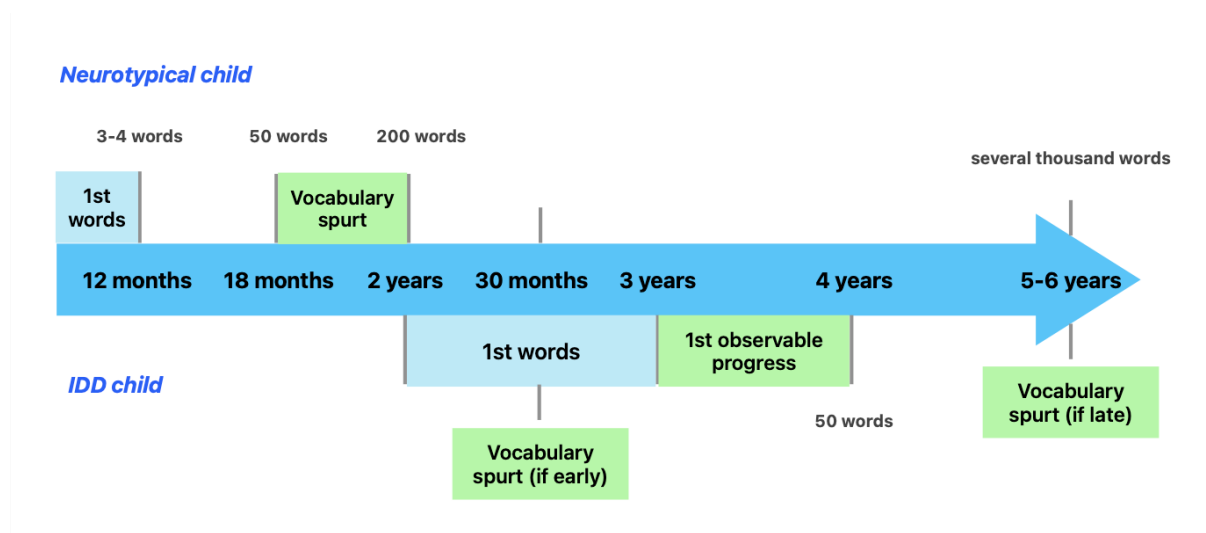 Neurotypical child
3-4 words
50 words
200 words
several thousand words
1st
words
Vocabulary
spurt
12 months
18 months
2 years
30 months
3 years
4 years
5-6 years
1st words
1st observable
progress
IDD child
50 words
Vocabulary
spurt (if late)
Vocabulary
spurt (if early)